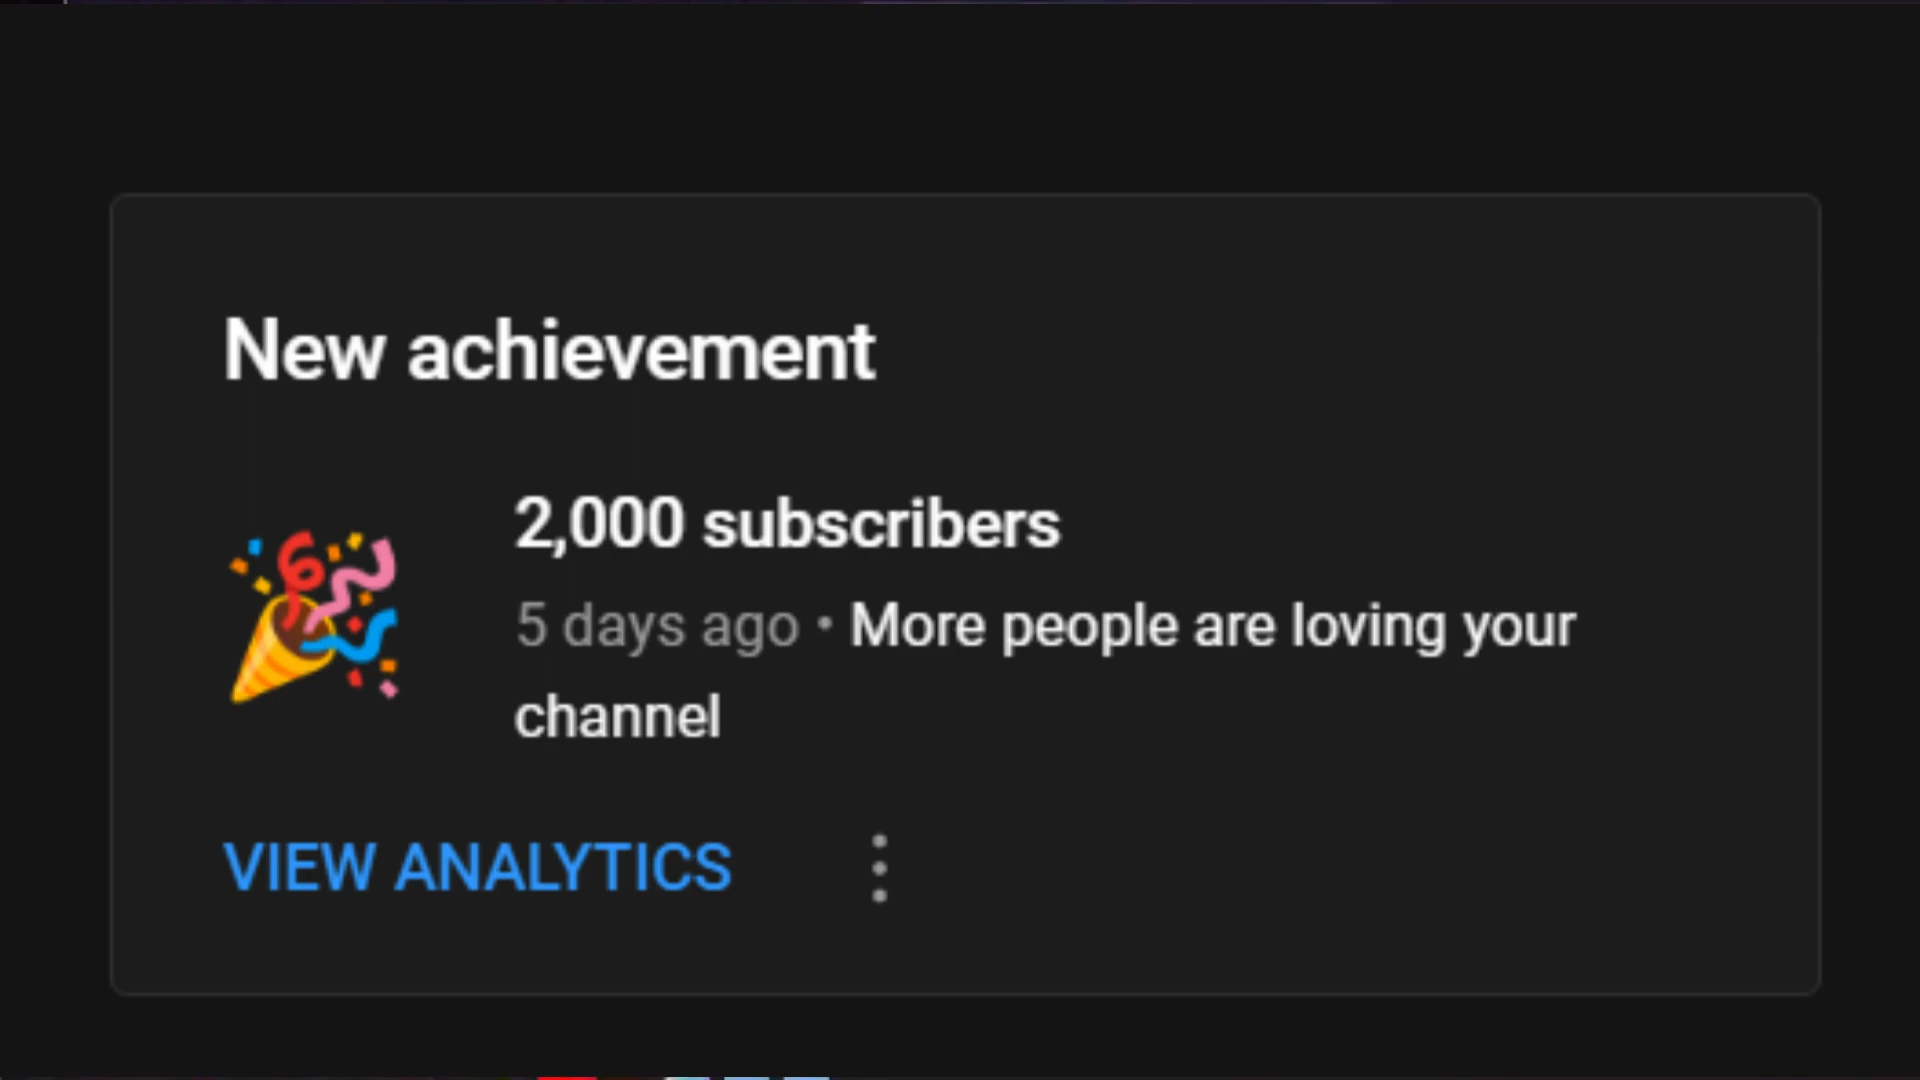 New achievement
2,000 subscribers
5 days ago • More people are loving your
channel
VIEW ANALYTICS